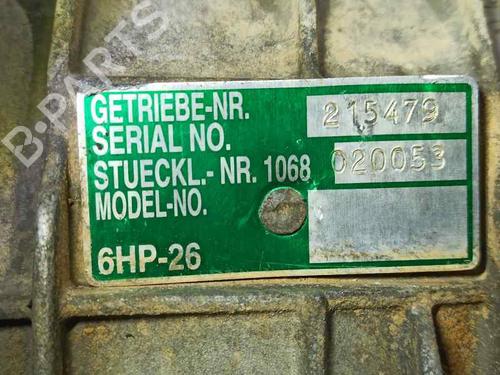 B-PARTS
GETRIEBE-NR. 215479
SERIAL NO.
STUECKL.- NR. 1068 020053
MODEL-NO.
6HP-26